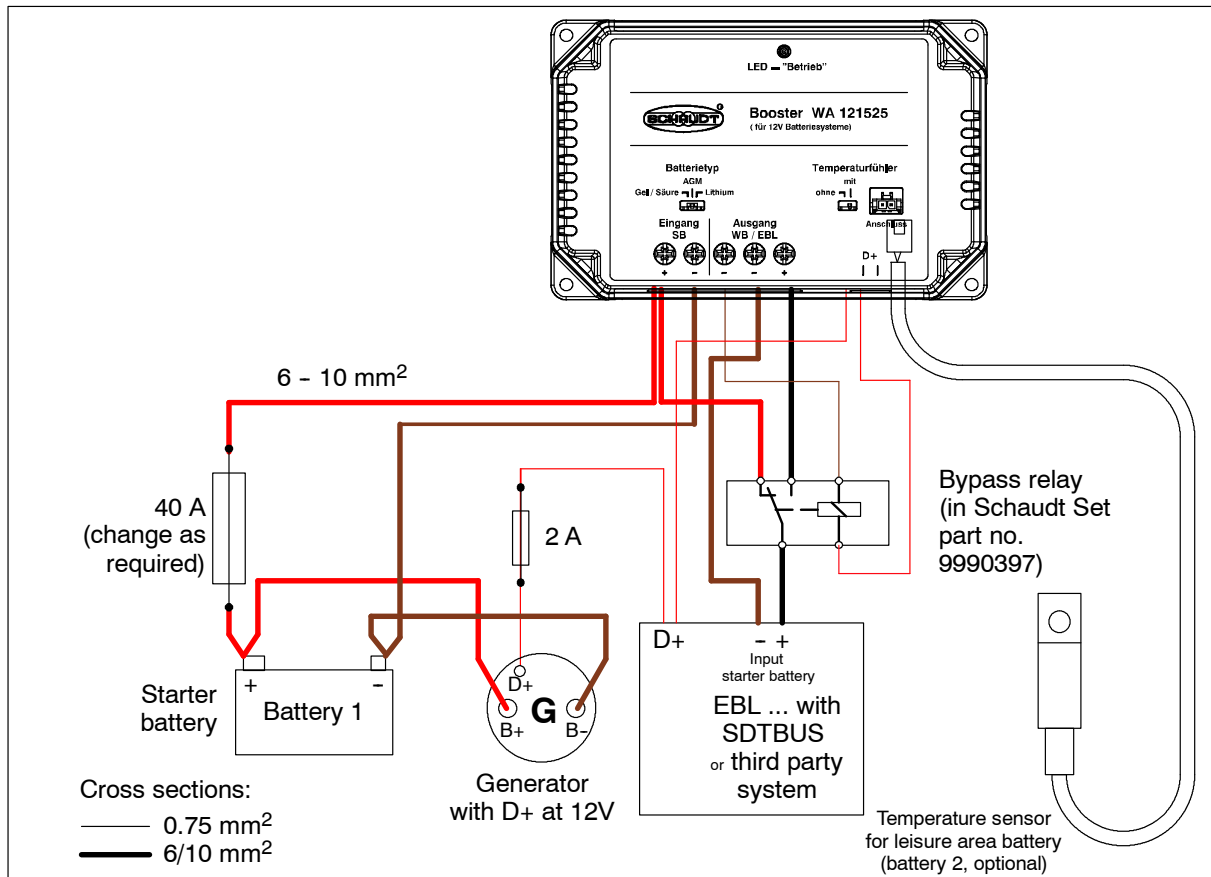 LED – "Betrieb"
SCHAUDT
Booster WA 121525
( für 12V Batteriesysteme)
Batterietyp
AGM
Gel / Säure
Lithium
Temperaturfühler
mit
ohne
Anschluss
Eingang
SB
Ausgang
WB / EBL
D+
+ - - - +
6 – 10 mm²
40 A
(change as
required)
2 A
Bypass relay
(in Schaudt Set
part no.
9990397)
D+
- +
Input
starter battery
EBL ... with
SDTBUS
or third party
system
Starter
battery
+ -
Battery 1
D+
G
B+ B-
Generator
with D+ at 12V
Cross sections:
0.75 mm²
6/10 mm²
Temperature sensor
for leisure area battery
(battery 2, optional)